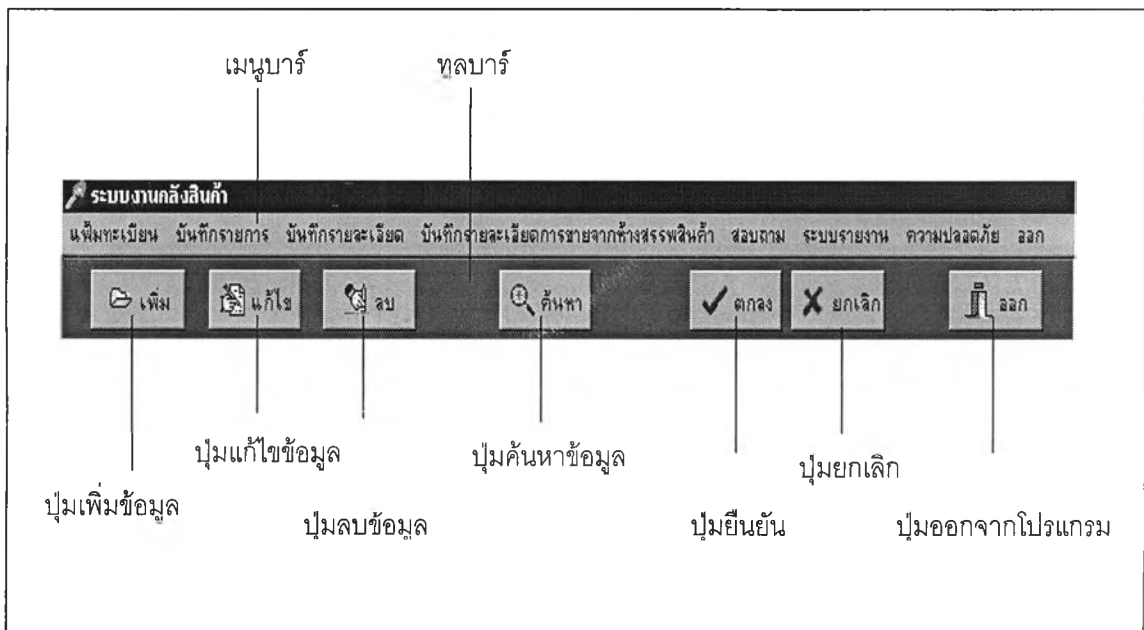 เมนูบาร์ ทูลบาร์
ระบบงานคลังสินค้า
แฟ้มทะเบียน บันทึกรายการ บันทึกรายละเอียด บันทึกรายละเอียดการขายจากห้างสรรพสินค้า สอบถาม ระบบรายงาน ความปลอดภัย ออก
เพิ่ม แก้ไข ลบ ค้นหา ตกลง ยกเลิก ออก
ปุ่มแก้ไขข้อมูล ปุ่มค้นหาข้อมูล ปุ่มยกเลิก
ปุ่มเพิ่มข้อมูล ปุ่มลบข้อมูล ปุ่มยืนยัน ปุ่มออกจากโปรแกรม